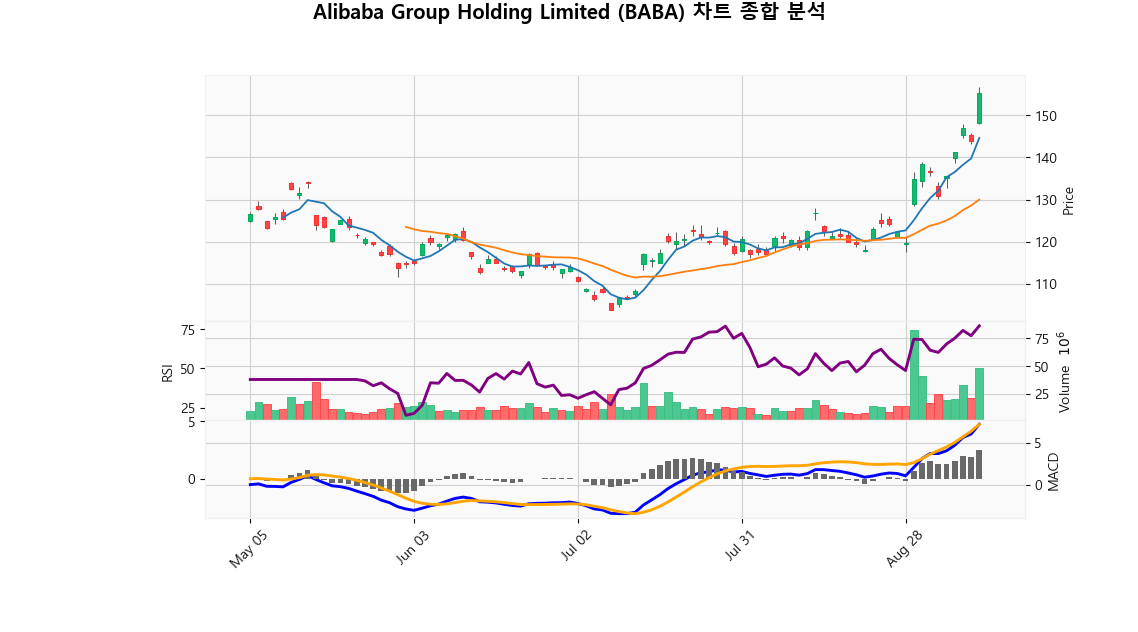 Alibaba Group Holding Limited (BABA) 차트 종합 분석
150
140
130
120
110
Price
75
50
25
RSI
75
50
25
Volume 10⁶
5
0
5
0
MACD
May 05
Jun 03
Jul 02
Jul 31
Aug 28